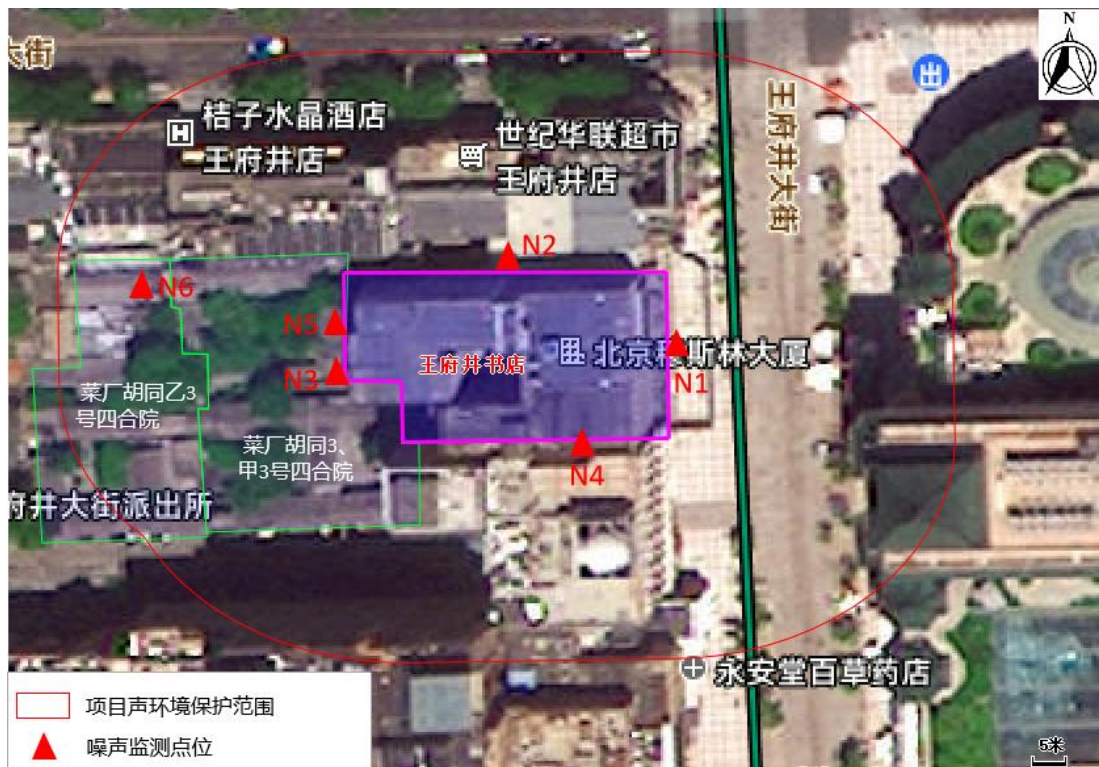 N
大街
桔子水晶酒店
王府井店
世纪华联超市
王府井店
王府井大街
N2
N6
N5
王府井书店
北京穆斯林大厦
N3
N1
菜厂胡同乙3
号四合院
菜厂胡同3、
甲3号四合院
N4
府井大街派出所
永安堂百草药店
项目声环境保护范围
噪声监测点位
5米